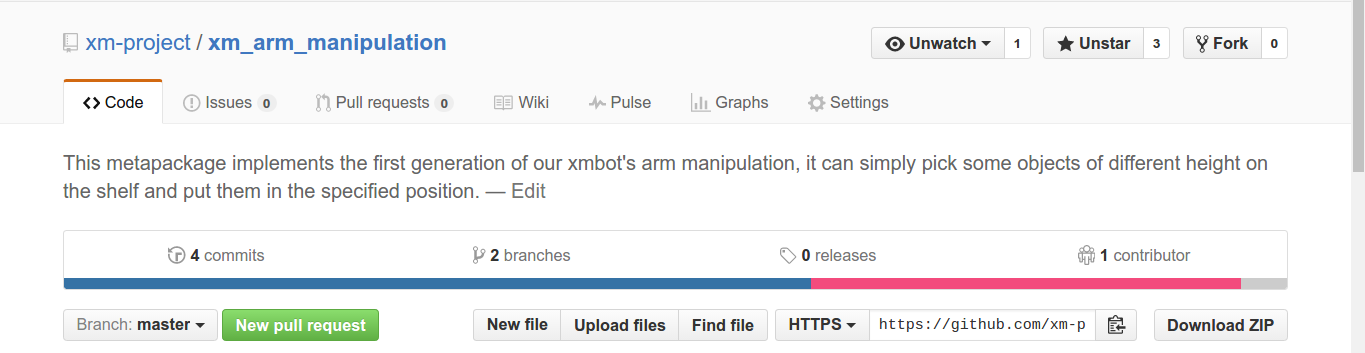 xm-project / xm_arm_manipulation Unwatch 1 Unstar 3 Fork 0
Code Issues 0 Pull requests 0 Wiki Pulse Graphs Settings
This metapackage implements the first generation of our xmbot's arm manipulation, it can simply pick some objects of different height on
the shelf and put them in the specified position. — Edit
4 commits 2 branches 0 releases 1 contributor
Branch: master New pull request New file Upload files Find file HTTPS https://github.com/xm-p Download ZIP